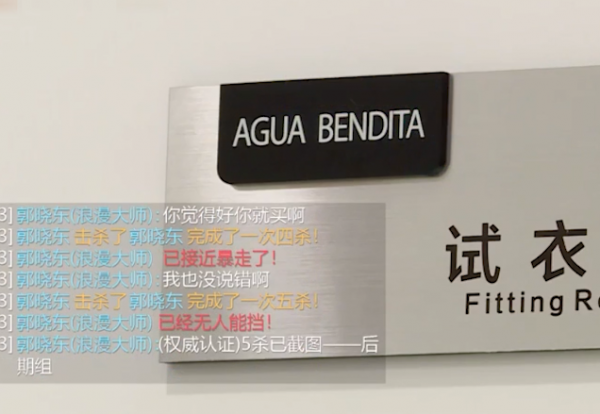 AGUA BENDITA
试衣
Fitting Ro
3] 郭晓东(浪漫大师): 你觉得好你就买啊
3] 郭晓东 击杀了郭晓东 完成了一次四杀!
3] 郭晓东(浪漫大师) 已接近暴走了!
3] 郭晓东(浪漫大师): 我也没说错啊
3] 郭晓东 击杀了郭晓东 完成了一次五杀!
3] 郭晓东(浪漫大师) 已经无人能挡!
3] 郭晓东(浪漫大师) (权威认证)5杀已截图——后
期组